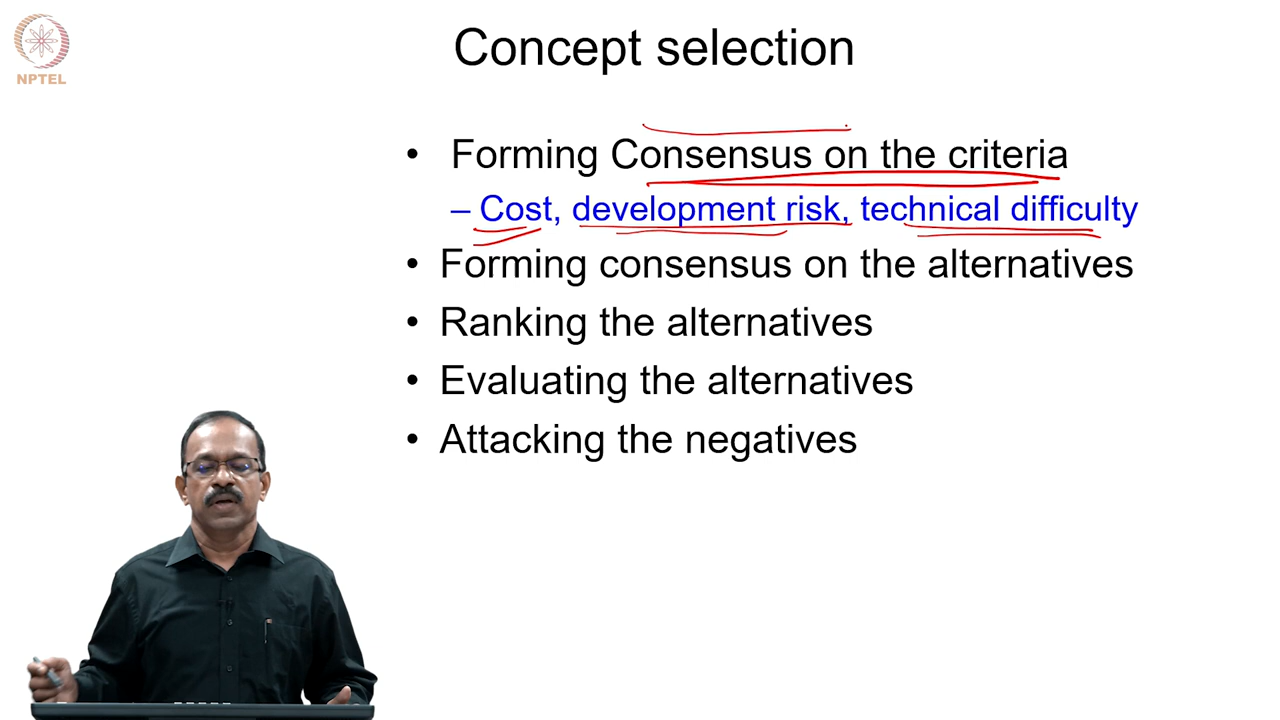 Concept selection
NPTEL
• Forming Consensus on the criteria
– Cost, development risk, technical difficulty
• Forming consensus on the alternatives
• Ranking the alternatives
• Evaluating the alternatives
• Attacking the negatives